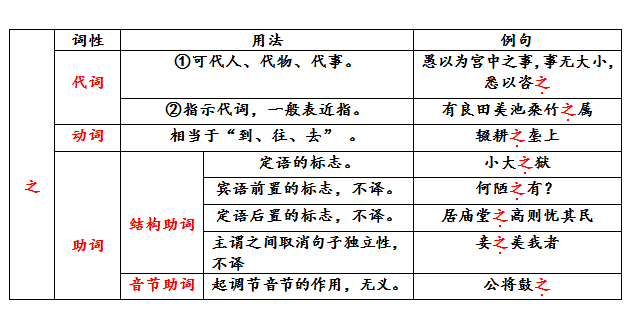 词性 用法 例句
之
代词 ①可代人、代物、代事。 愚以为宫中之事,事无大小,
悉以咨之
②指示代词,一般表近指。 有良田美池桑竹之属
动词 相当于“到、往、去” 。 辍耕之垄上
助词 结构助词 定语的标志。 小大之狱
宾语前置的标志,不译。 何陋之有?
定语后置的标志,不译。 居庙堂之高则忧其民
主谓之间取消句子独立性,
不译 妾之美我者
音节助词 起调节音节的作用,无义。 公将鼓之